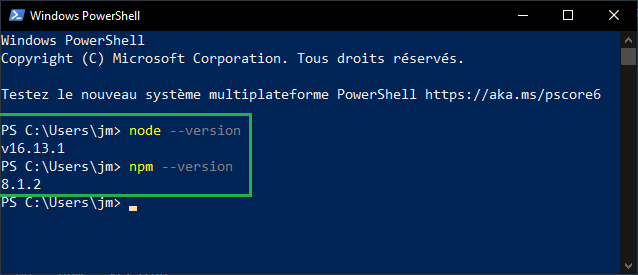 Windows PowerShell
Windows PowerShell
Copyright (C) Microsoft Corporation. Tous droits réservés.
Testez le nouveau système multiplateforme PowerShell https://aka.ms/pscore6
PS C:\Users\jm> node --version
v16.13.1
PS C:\Users\jm> npm --version
8.1.2
PS C:\Users\jm>